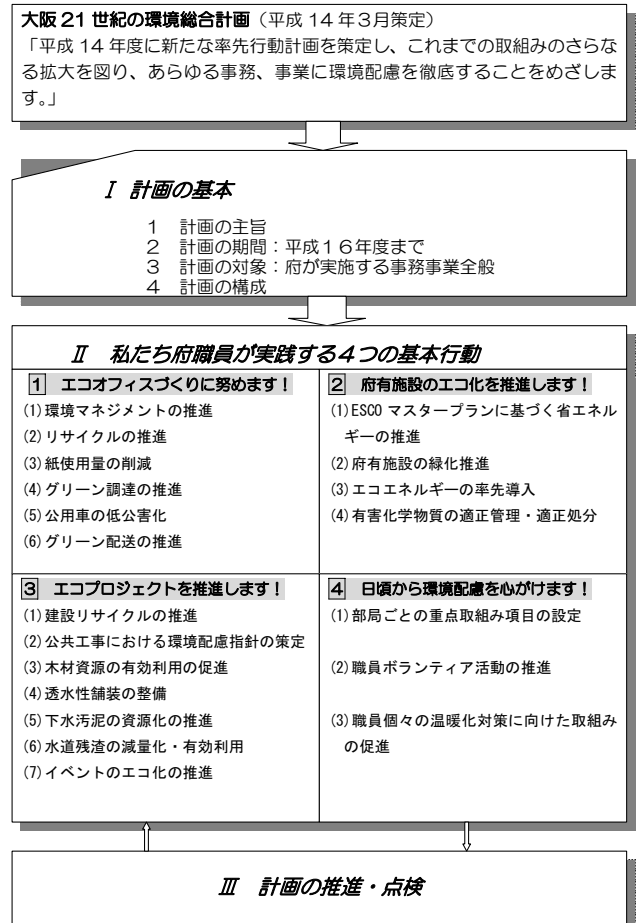 大阪 21 世紀の環境総合計画（平成 14 年３月策定）
「平成 14 年度に新たな率先行動計画を策定し、これまでの取組みのさらな
る拡大を図り、あらゆる事務、事業に環境配慮を徹底することをめざしま
す。」
Ⅰ 計画の基本
１ 計画の主旨
２ 計画の期間：平成１６年度まで
３ 計画の対象：府が実施する事務事業全般
４ 計画の構成
Ⅱ 私たち府職員が実践する４つの基本行動
1 エコオフィスづくりに努めます！
(1)環境マネジメントの推進
(2)リサイクルの推進
(3)紙使用量の削減
(4)グリーン調達の推進
(5)公用車の低公害化
(6)グリーン配送の推進
2 府有施設のエコ化を推進します！
(1)ESCO マスタープランに基づく省エネル
ギーの推進
(2)府有施設の緑化推進
(3)エコエネルギーの率先導入
(4)有害化学物質の適正管理・適正処分
3 エコプロジェクトを推進します！
(1)建設リサイクルの推進
(2)公共工事における環境配慮指針の策定
(3)木材資源の有効利用の促進
(4)透水性舗装の整備
(5)下水汚泥の資源化の推進
(6)水道残渣の減量化・有効利用
(7)イベントのエコ化の推進
4 日頃から環境配慮を心がけます！
(1)部局ごとの重点取組み項目の設定
(2)職員ボランティア活動の推進
(3)職員個々の温暖化対策に向けた取組み
の促進
Ⅲ 計画の推進・点検